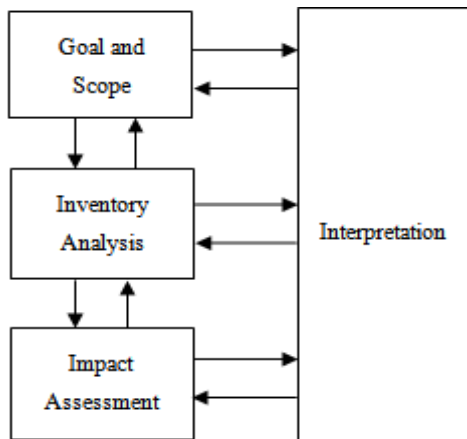 Goal and
Scope
Inventory
Analysis
Interpretation
Impact
Assessment